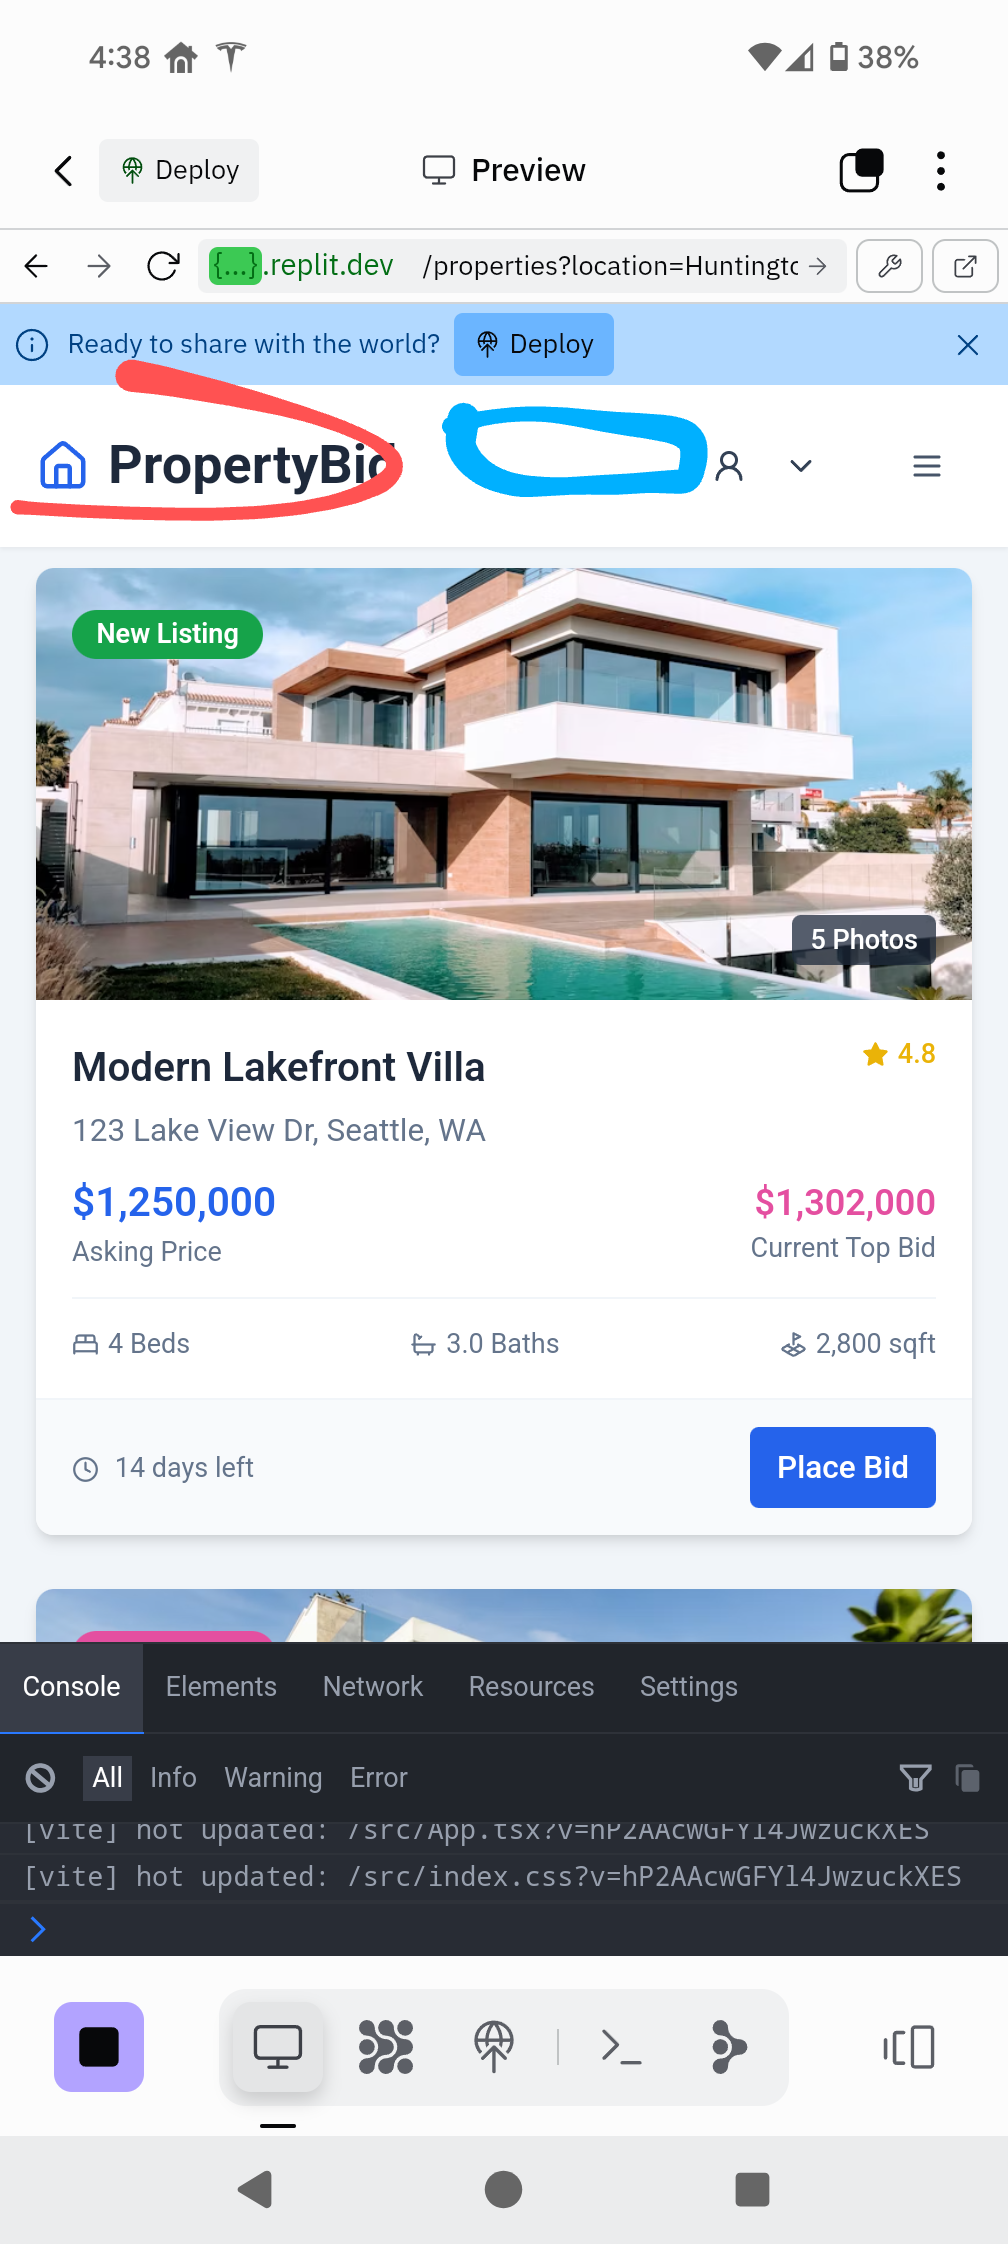 4:38 38%
Deploy Preview
{...}.replit.dev /properties?location=Huntingto
Ready to share with the world? Deploy
PropertyBid
New Listing
5 Photos
Modern Lakefront Villa
4.8
123 Lake View Dr, Seattle, WA
$1,250,000 $1,302,000
Asking Price Current Top Bid
4 Beds 3.0 Baths 2,800 sqft
14 days left Place Bid
Console Elements Network Resources Settings
All Info Warning Error
[vite] hot updated: /src/App.tsx?v=hP2AAcwGFYl4JwzuckXES
[vite] hot updated: /src/index.css?v=hP2AAcwGFYl4JwzuckXES